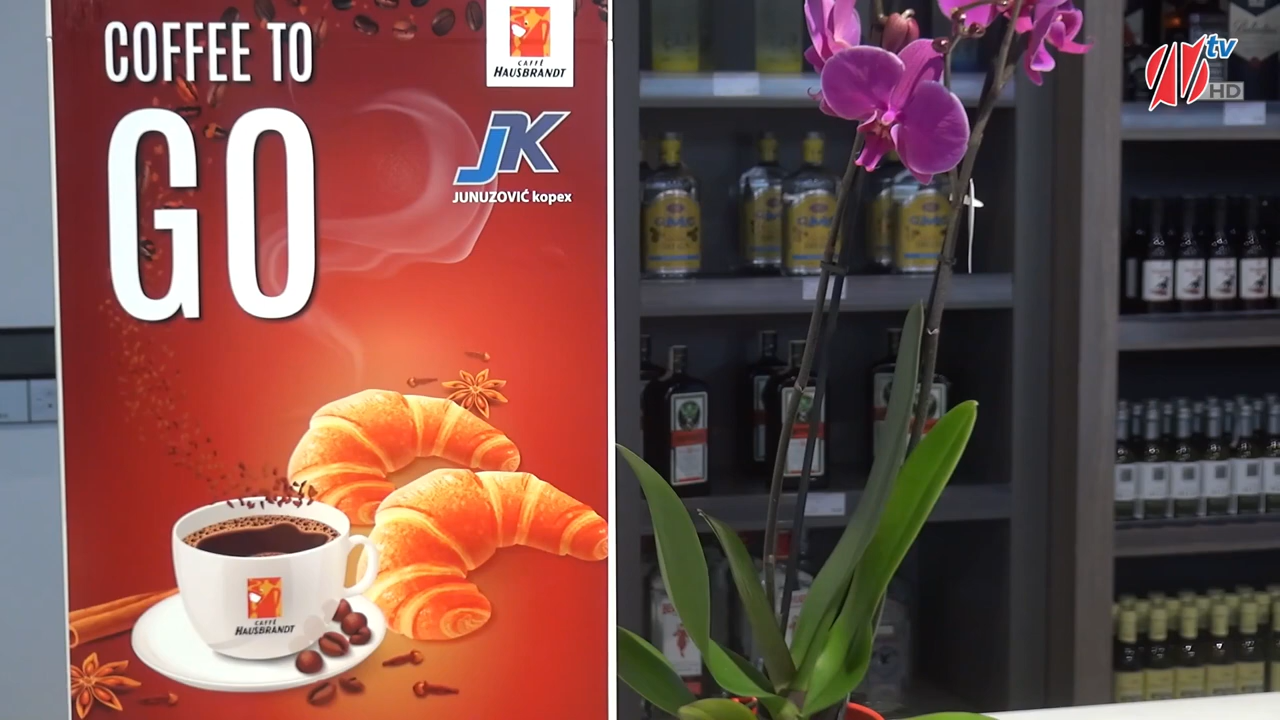 COFFEE TO
GO
CAFFÈ
HAUSBRANDT
JK
JUNUZOVIĆ kopex
CAFFÈ
HAUSBRANDT
tv
HD